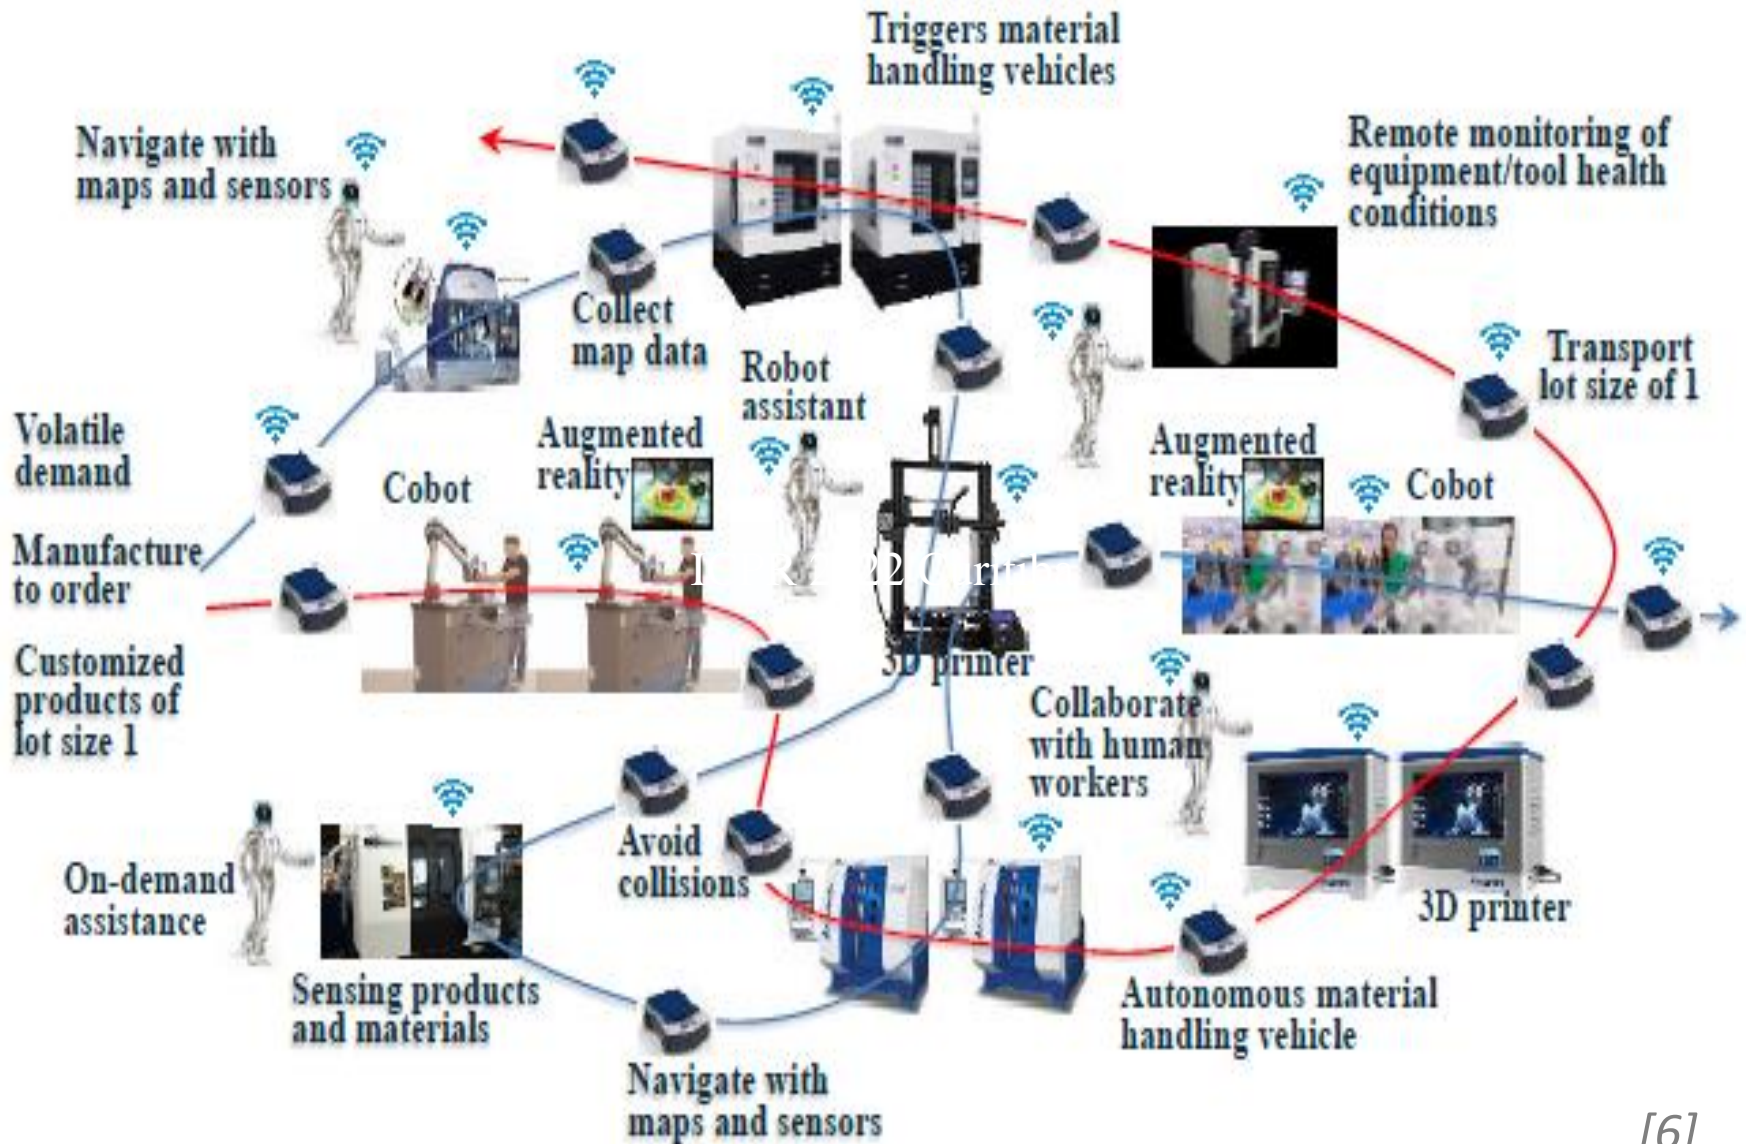 Triggers material
handling vehicles
Navigate with
maps and sensors
Remote monitoring of
equipment/tool health
conditions
Collect
map data
Robot
assistant
Transport
lot size of 1
Volatile
demand
Cobot
Augmented
reality
Augmented
reality
Cobot
Manufacture
to order
22
3D printer
Customized
products of
lot size 1
Collaborate
with human
workers
Avoid
collisions
On-demand
assistance
3D printer
Sensing products
and materials
Autonomous material
handling vehicle
Navigate with
maps and sensors
[6]